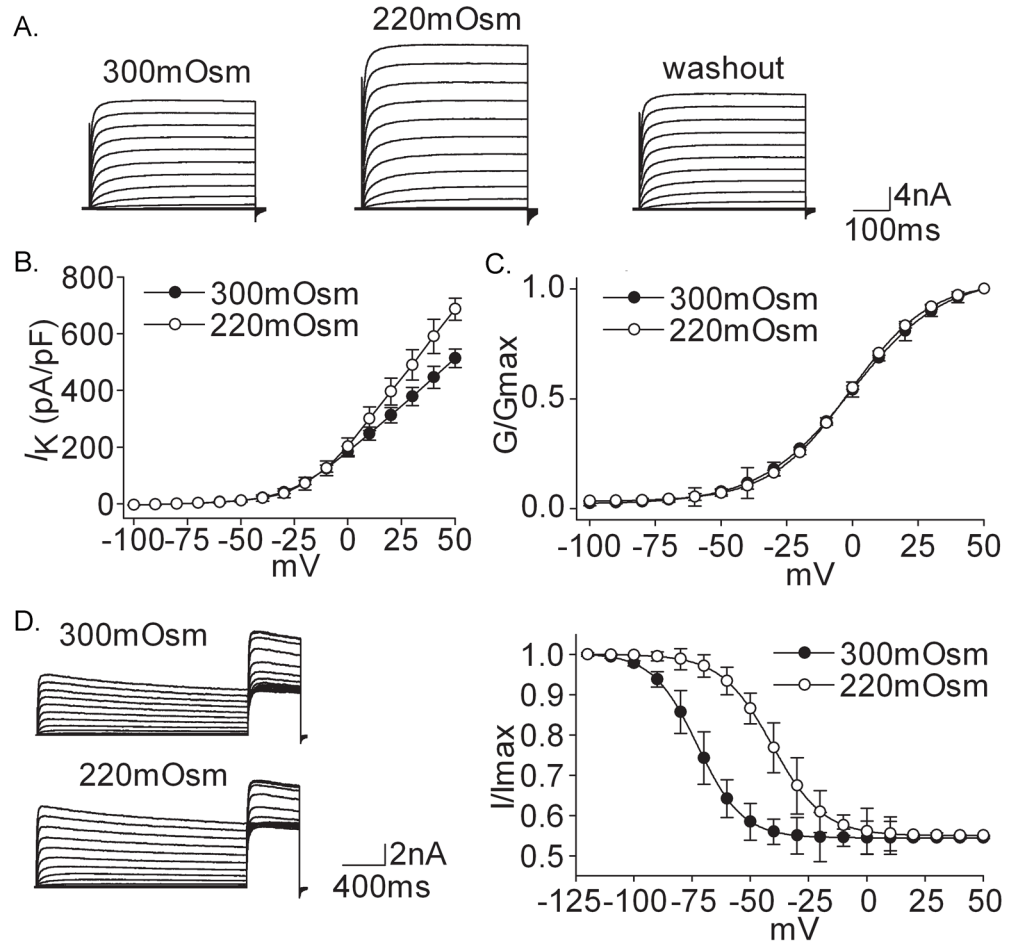 A.
300mOsm
220mOsm
washout
4nA
100ms
B.
800
600
400
200
0
IK (pA/pF)
300mOsm
220mOsm
-100 -75 -50 -25 0 25 50
mV
C.
1.0
0.5
0.0
G/Gmax
300mOsm
220mOsm
-100 -75 -50 -25 0 25 50
mV
D.
300mOsm
220mOsm
2nA
400ms
1.0
0.9
0.8
0.7
0.6
0.5
I/Imax
300mOsm
220mOsm
-125 -100 -75 -50 -25 0 25 50
mV